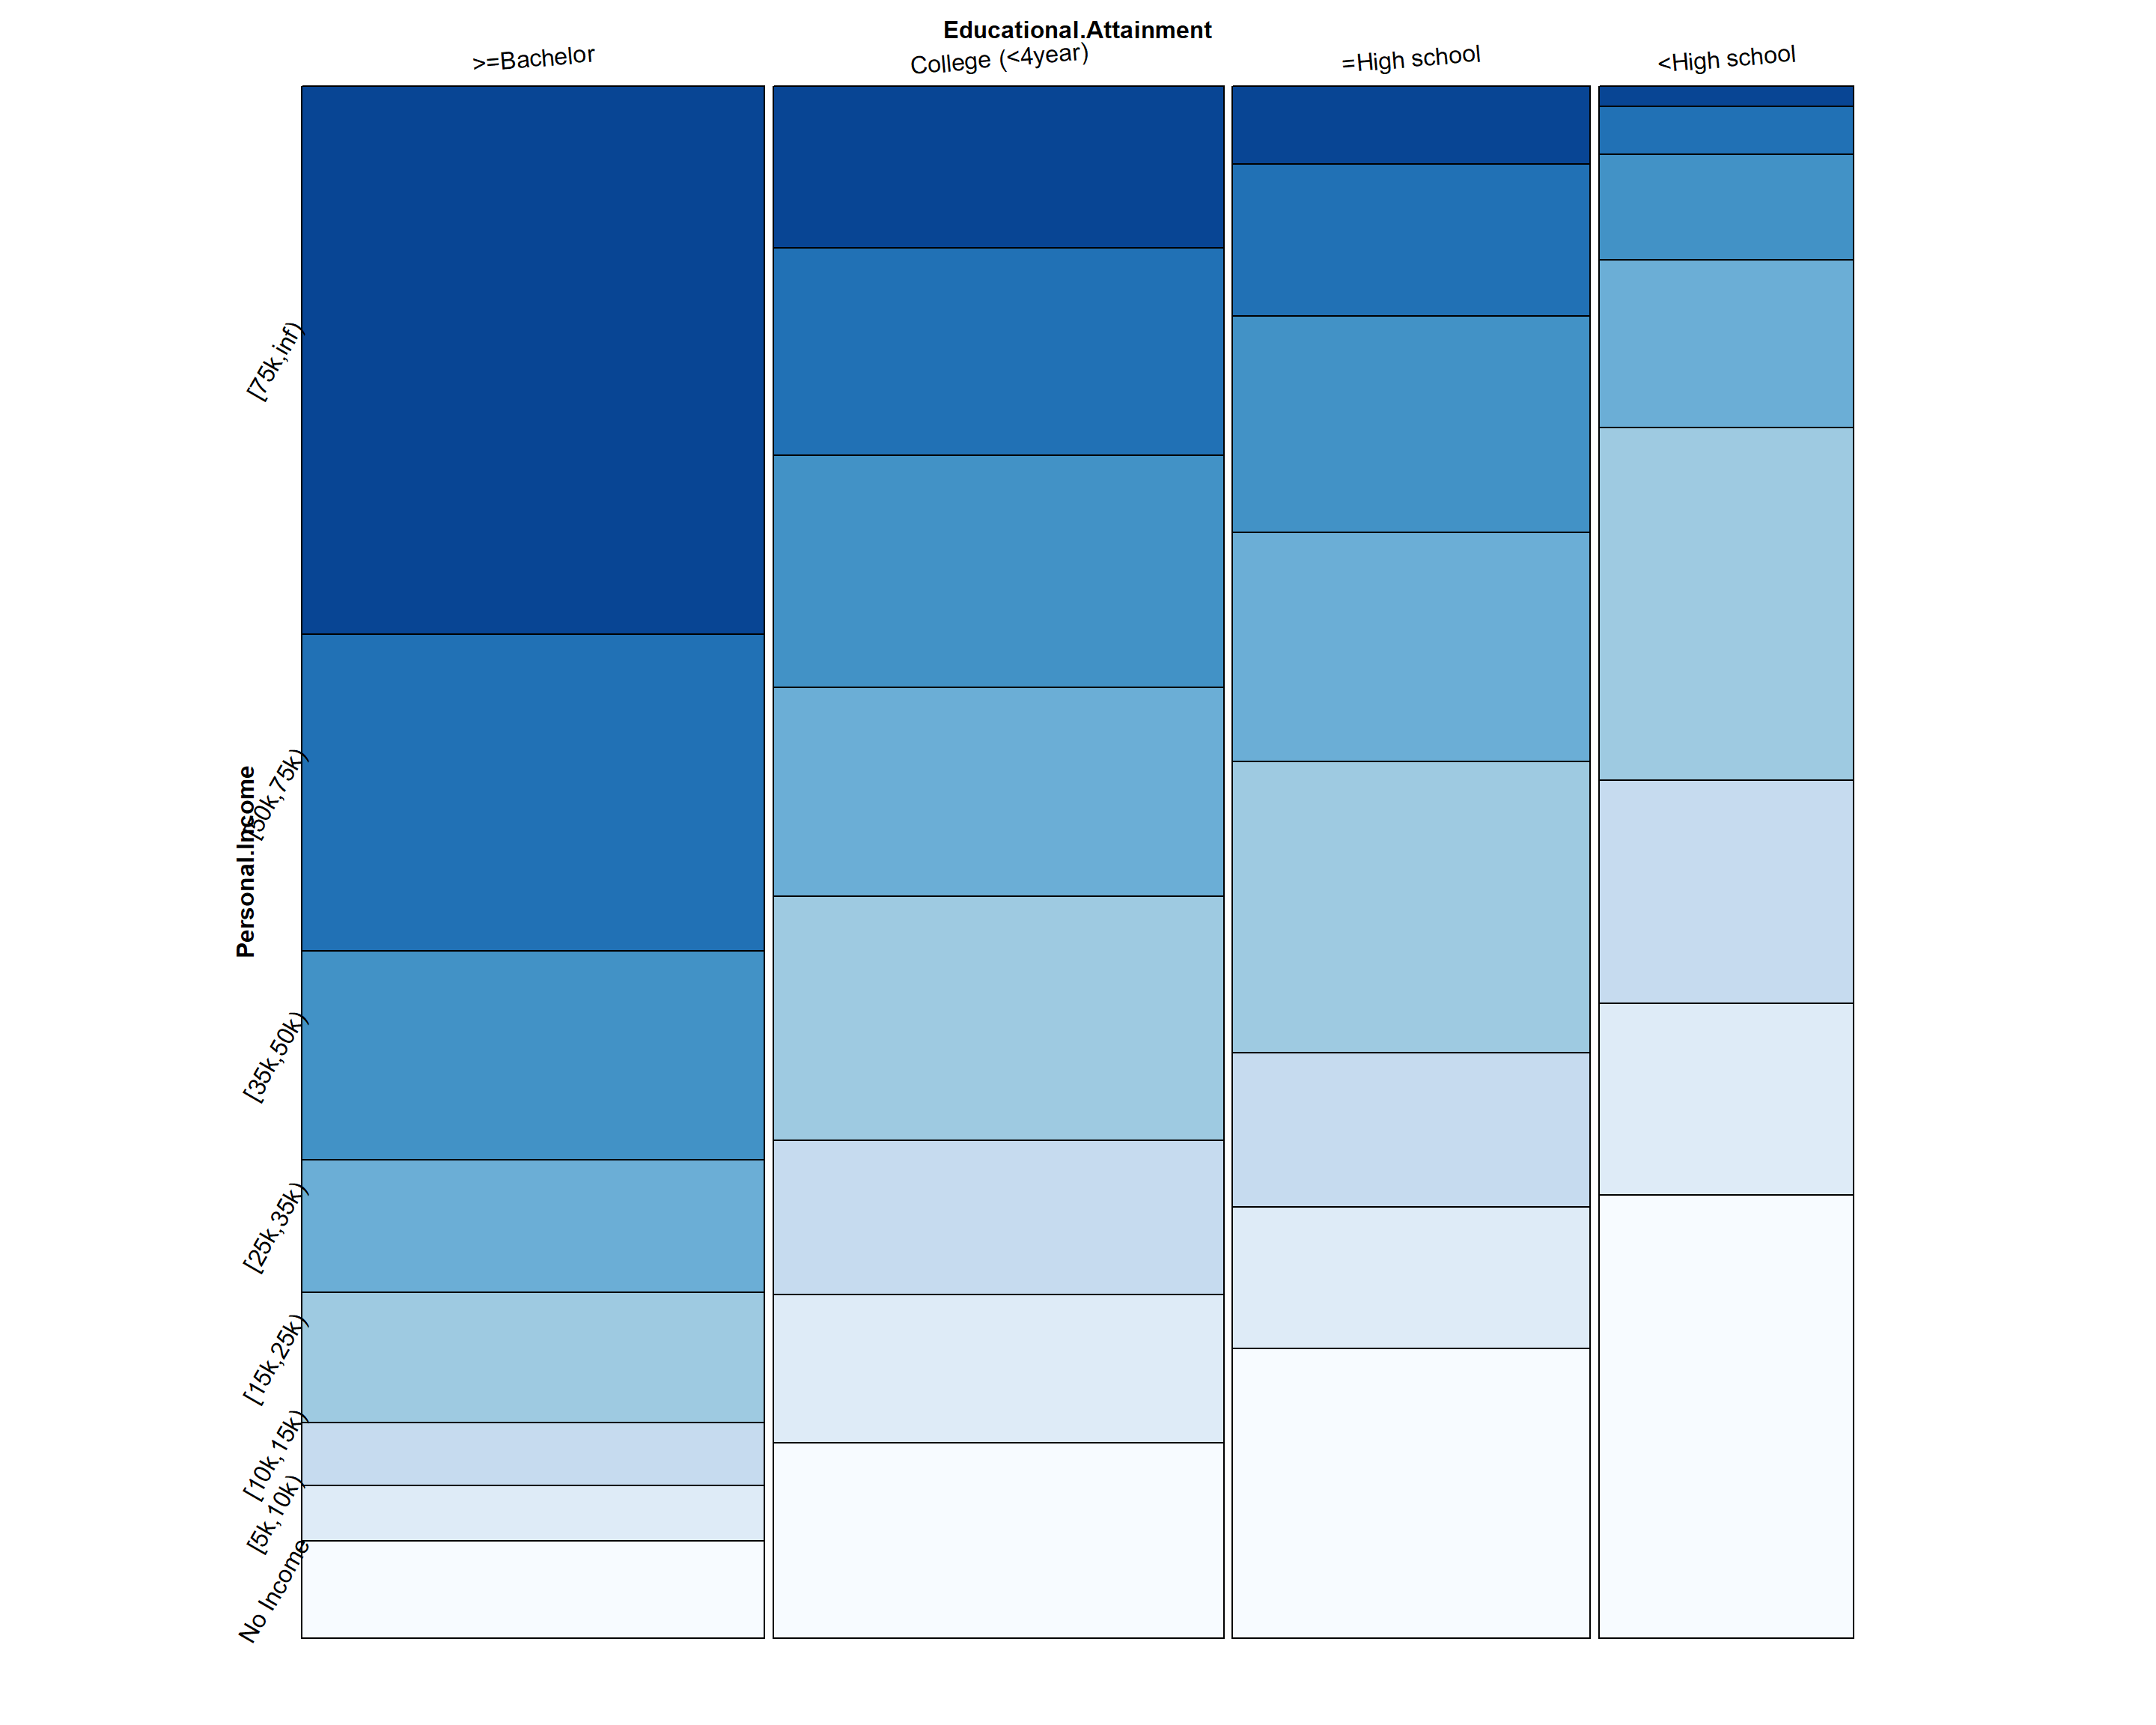 Educational.Attainment
>=Bachelor
College (<4year)
=High school
<High school
Personal.Income
[75k,inf)
[50k,75k)
[35k,50k)
[25k,35k)
[15k,25k)
[10k,15k)
[5k,10k)
No Income